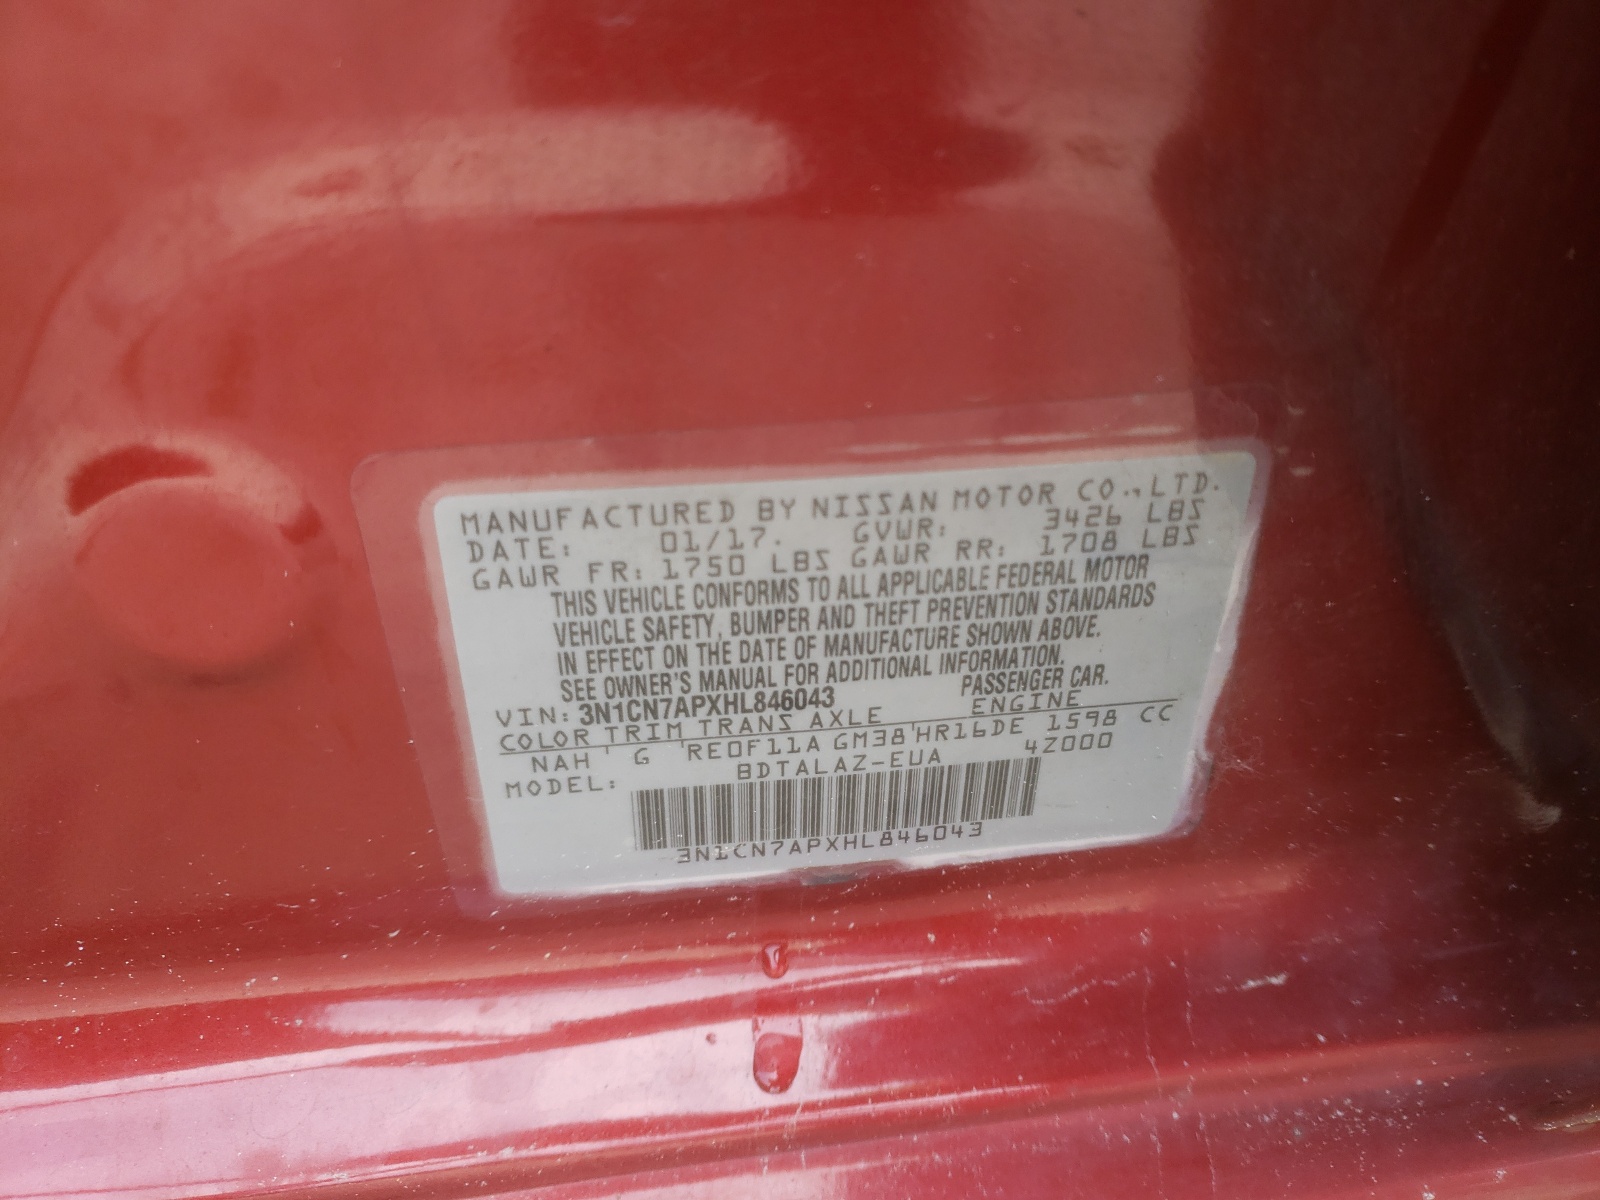 MANUFACTURED BY NISSAN MOTOR CO., LTD.
DATE: 01/17. GVWR: 3426 LBS
GAWR FR: 1750 LBS GAWR RR: 1708 LBS
THIS VEHICLE CONFORMS TO ALL APPLICABLE FEDERAL MOTOR
VEHICLE SAFETY, BUMPER AND THEFT PREVENTION STANDARDS
IN EFFECT ON THE DATE OF MANUFACTURE SHOWN ABOVE.
SEE OWNER'S MANUAL FOR ADDITIONAL INFORMATION.
VIN: 3N1CN7APXHL846043 PASSENGER CAR.
COLOR TRIM TRANS AXLE ENGINE
NAH G RE0F11A GM38 HR16DE 1598 CC
MODEL: BDTALAZ-EUA 4Z000
3N1CN7APXHL846043